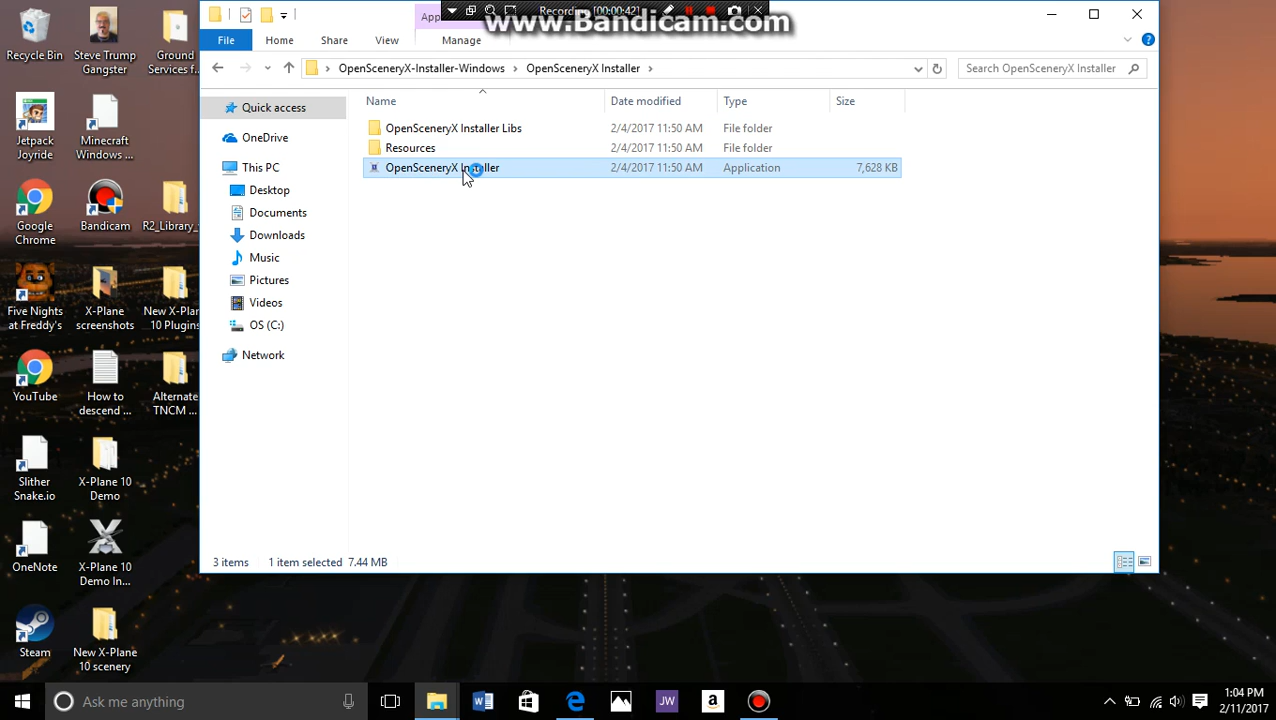 Recording [00:00:42]
www.Bandicam.com
File
Home
Share
View
Manage
OpenSceneryX-Installer-Windows
OpenSceneryX Installer
Search OpenSceneryX Installer
Name
Date modified
Type
Size
OpenSceneryX Installer Libs
2/4/2017 11:50 AM
File folder
Resources
2/4/2017 11:50 AM
File folder
OpenSceneryX Installer
2/4/2017 11:50 AM
Application
7,628 KB
Quick access
OneDrive
This PC
Desktop
Documents
Downloads
Music
Pictures
Videos
OS (C:)
Network
3 items
1 item selected 7.44 MB
Recycle Bin
Steve Trump
Gangster
Ground
Services f...
Jetpack
Joyride
Minecraft
Windows ...
Google
Chrome
Bandicam
R2_Library_
Five Nights
at Freddy's
X-Plane
screenshots
New X-Plan
10 Plugins
YouTube
How to
descend ...
Alternate
TNCM ...
Slither
Snake.io
X-Plane 10
Demo
OneNote
X-Plane 10
Demo In...
Steam
New X-Plane
10 scenery
Ask me anything
JW
a
1:04 PM
2/11/2017